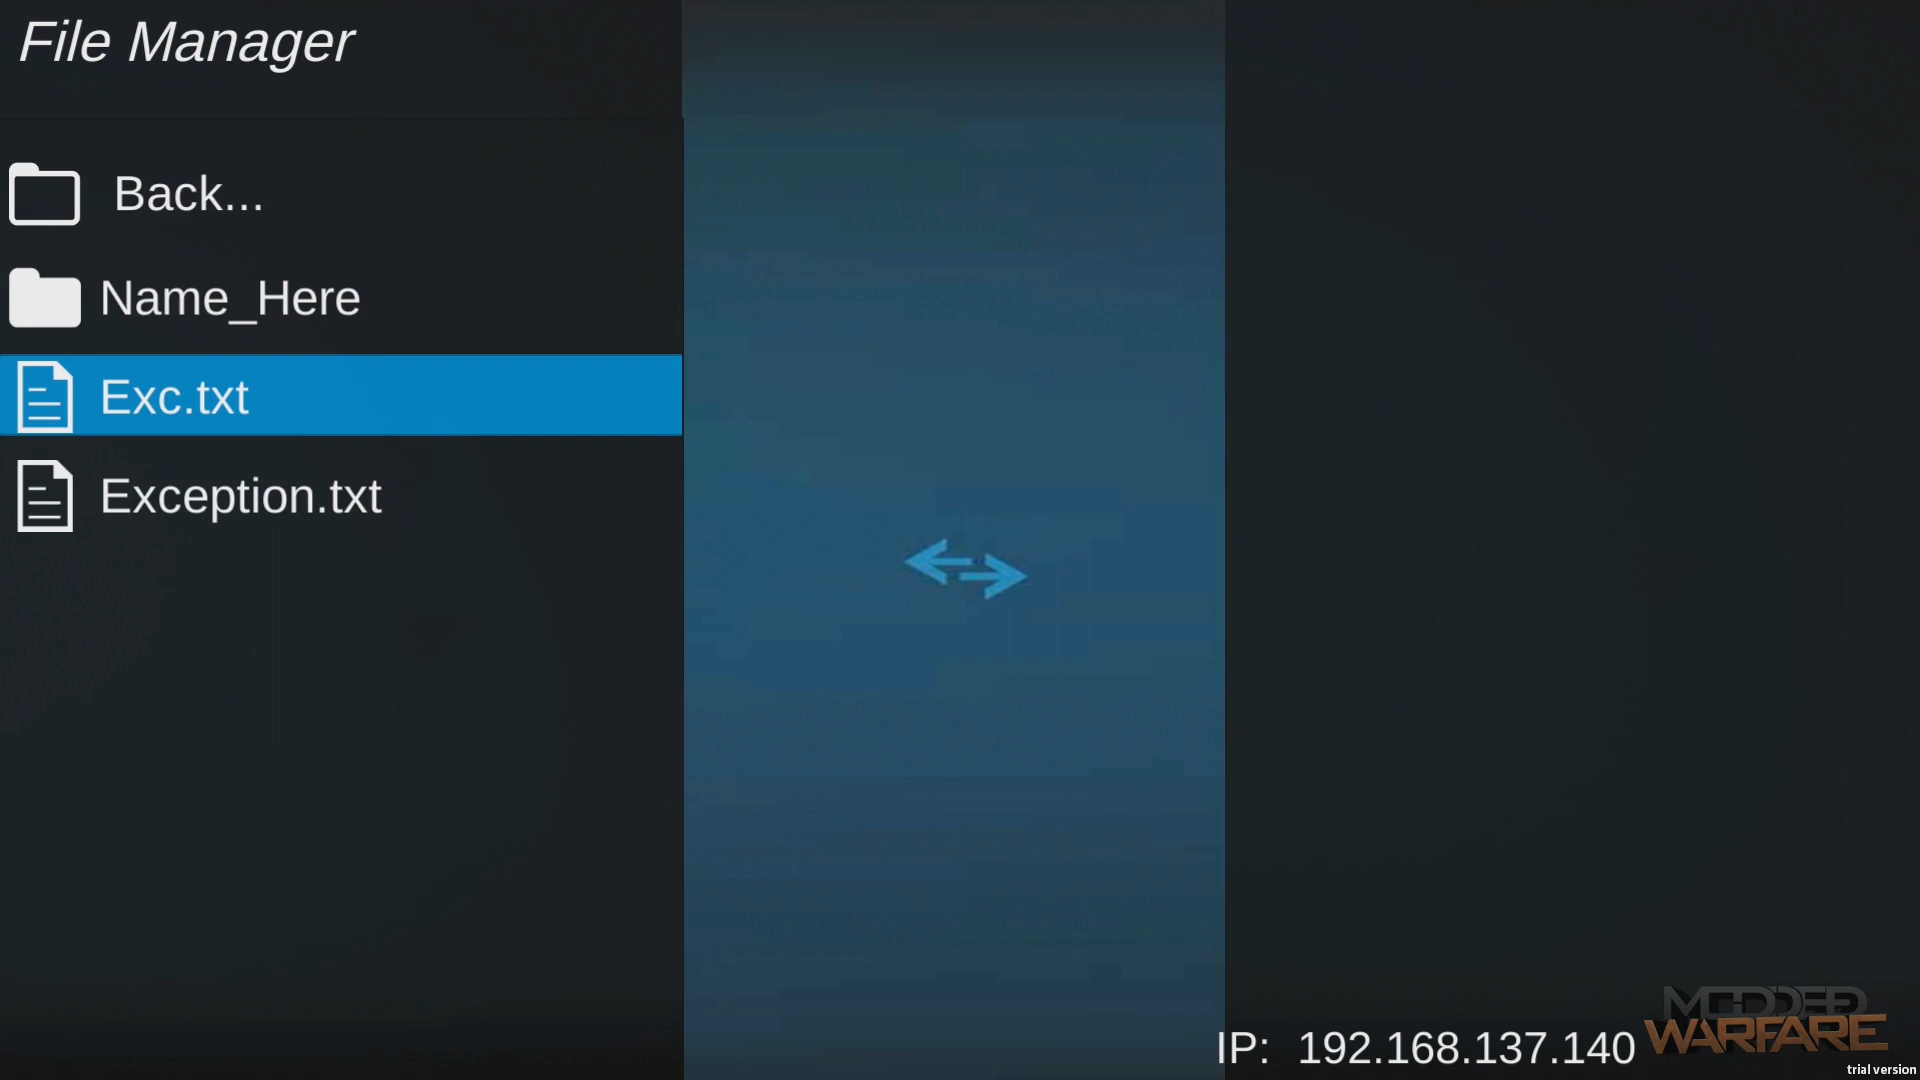 File Manager
Back...
Name_Here
Exc.txt
Exception.txt
IP: 192.168.137.140
MODDED
WARFARE
trial version